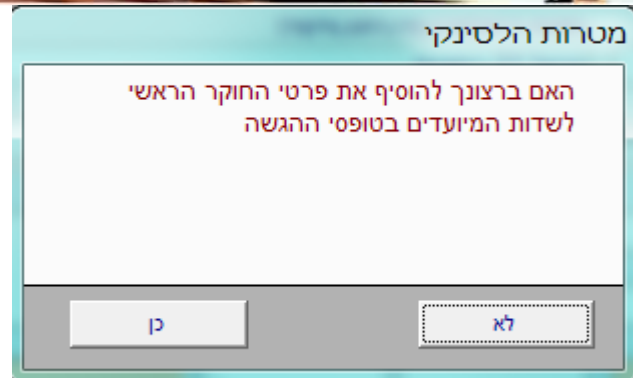 מטרות הלסינקי
האם ברצונך להוסיף את פרטי החוקר הראשי
לשדות המיועדים בטופסי ההגשה
לא
כן